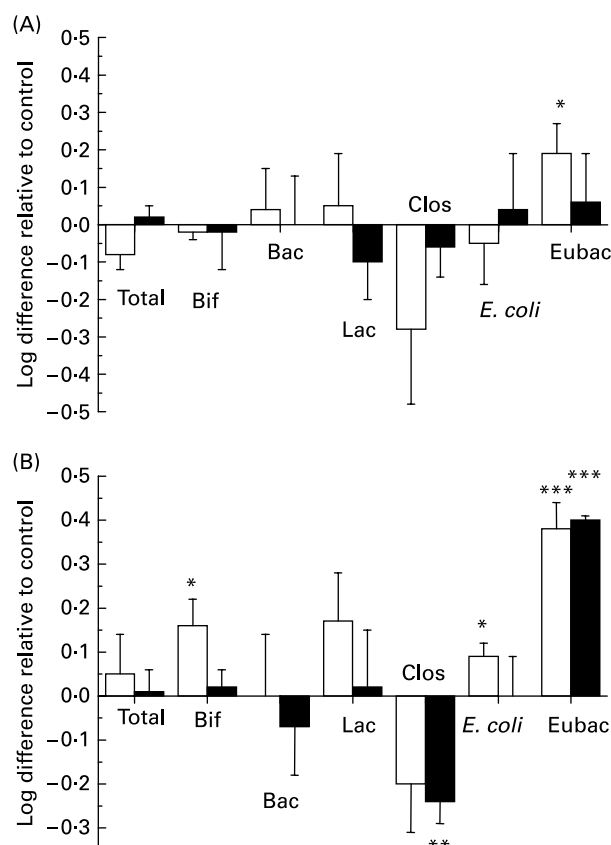 (A)
Log difference relative to control
0·5
0·4
0·3
0·2
0·1
0·0
−0·1
−0·2
−0·3
−0·4
−0·5
Total
Bif
Bac
Lac
Clos
E. coli
*
Eubac
(B)
Log difference relative to control
0·5
0·4
0·3
0·2
0·1
0·0
−0·1
−0·2
−0·3
Total
*
Bif
Bac
Lac
Clos
**
*
E. coli
***
***
Eubac